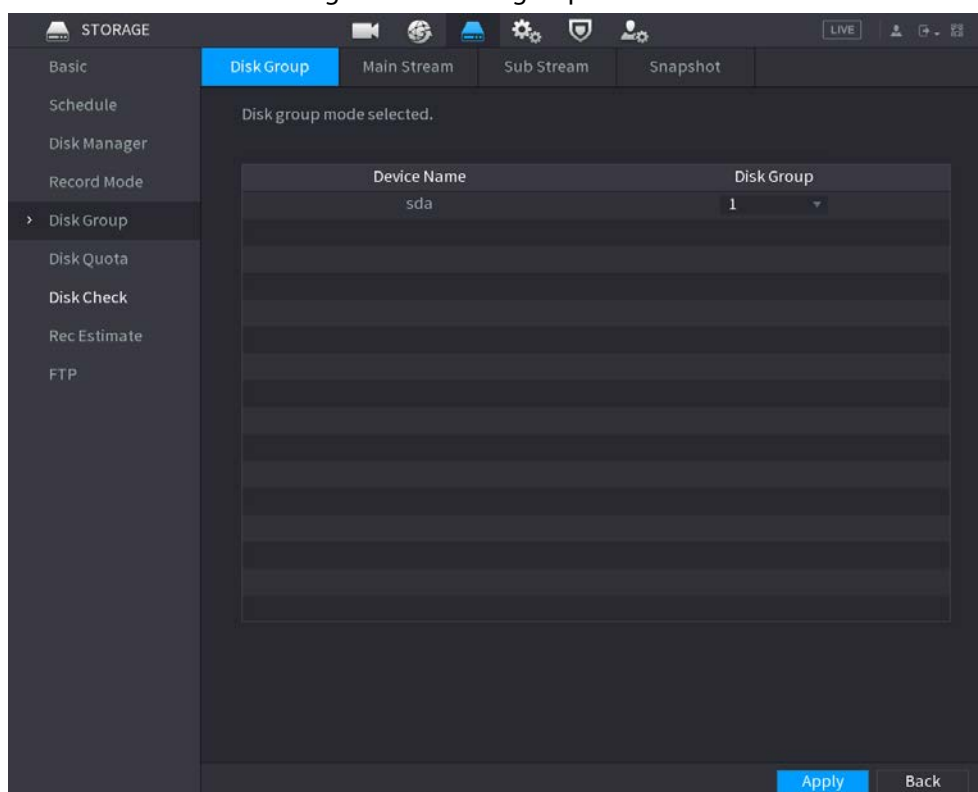 STORAGE
LIVE
Basic
Disk Group
Main Stream
Sub Stream
Snapshot
Schedule
Disk group mode selected.
Disk Manager
Record Mode
Device Name
Disk Group
sda
1
Disk Group
Disk Quota
Disk Check
Rec Estimate
FTP
Apply
Back